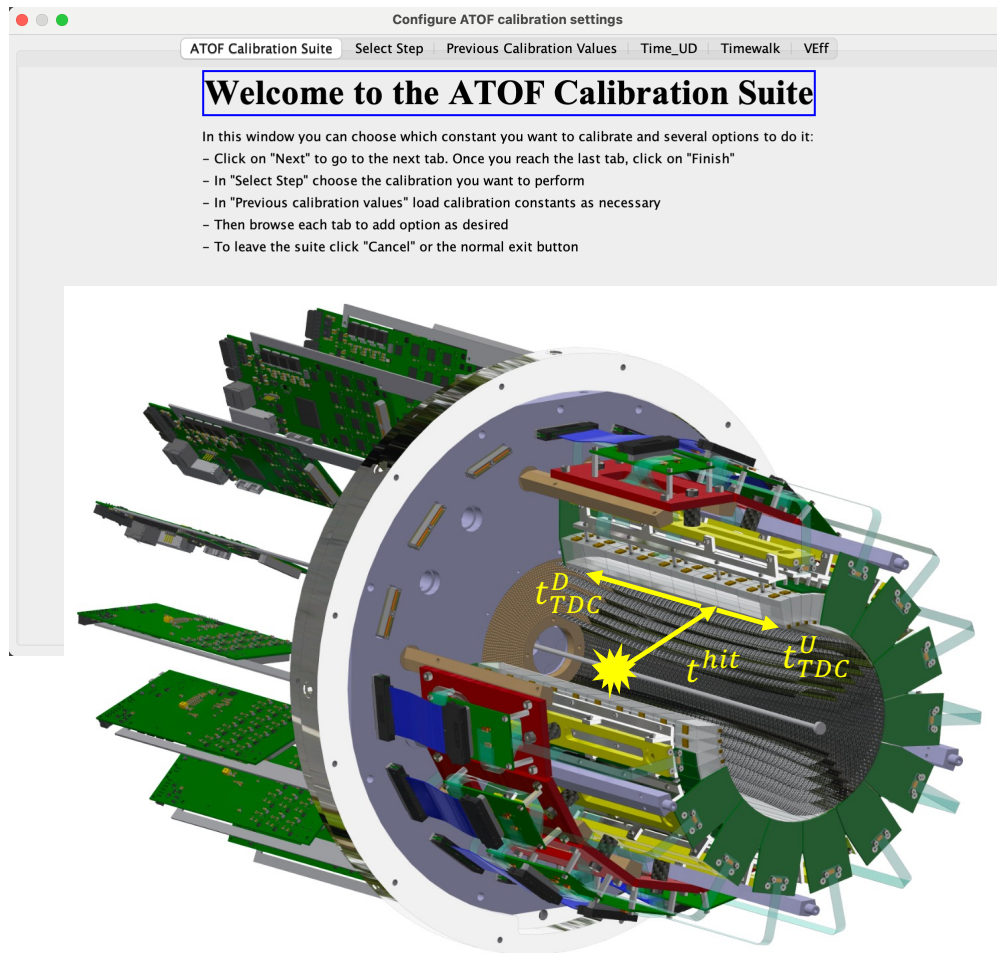 Configure ATOF calibration settings
ATOF Calibration Suite Select Step Previous Calibration Values Time_UD Timewalk VEff
Welcome to the ATOF Calibration Suite
In this window you can choose which constant you want to calibrate and several options to do it:
– Click on "Next" to go to the next tab. Once you reach the last tab, click on "Finish"
– In "Select Step" choose the calibration you want to perform
– In "Previous calibration values" load calibration constants as necessary
– Then browse each tab to add option as desired
– To leave the suite click "Cancel" or the normal exit button
t^D_TDC
t^hit
t^U_TDC